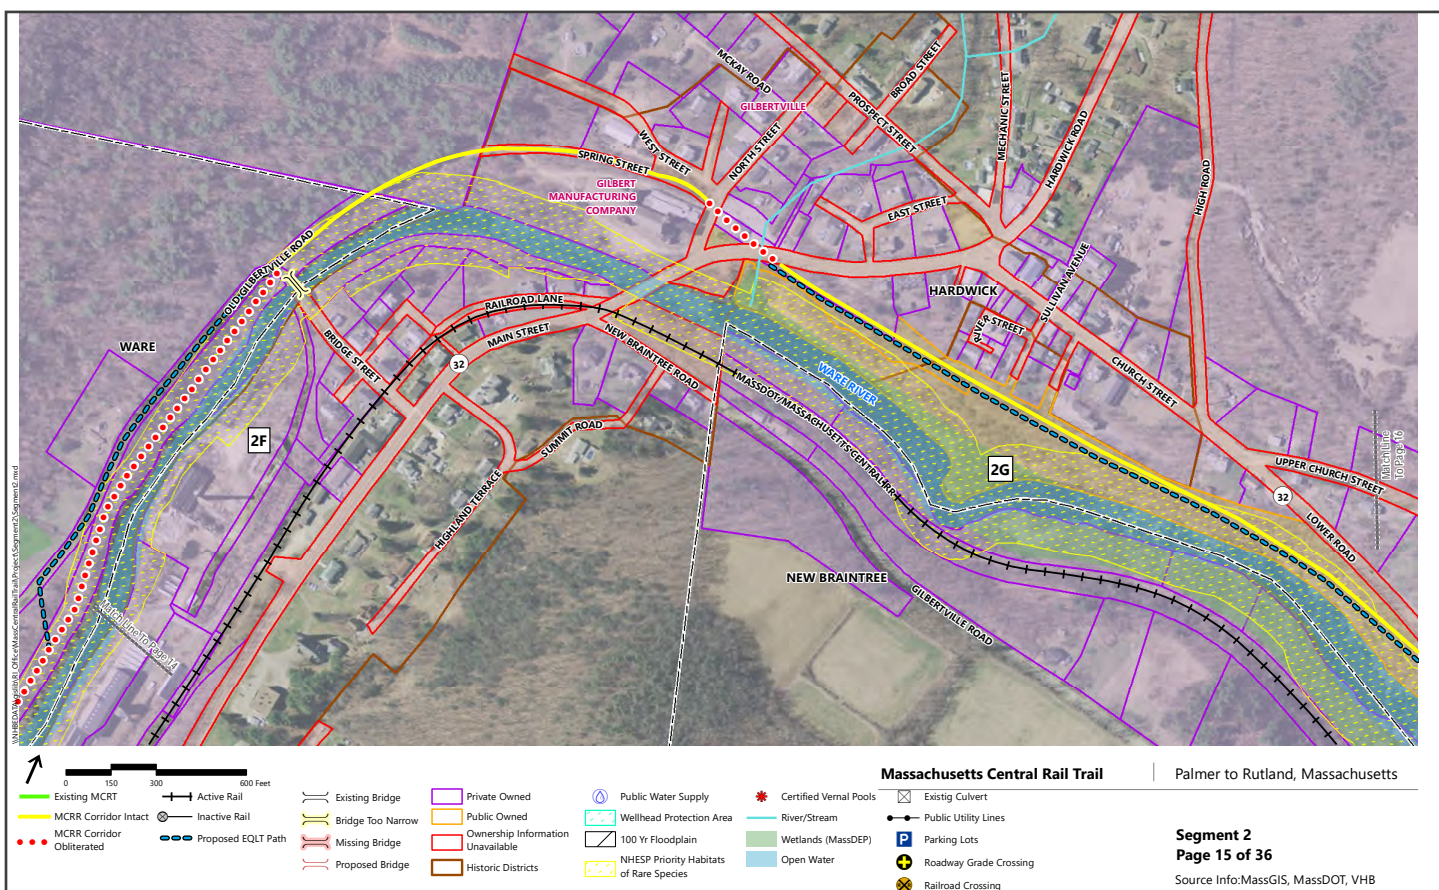 MCKAY ROAD
BROAD STREET
GILBERTVILLE
PROSPECT STREET
MECHANIC STREET
HARDWICK ROAD
WEST STREET
NORTH STREET
SPRING STREET
HIGH ROAD
GILBERT
MANUFACTURING
COMPANY
EAST STREET
OLD GILBERTVILLE ROAD
SULLIVAN AVENUE
HARDWICK
RAILROAD LANE
MAIN STREET
RIVER STREET
WARE
BRIDGE STREET
32
NEW BRAINTREE ROAD
WARE RIVER
CHURCH STREET
MASSDOT/MASSACHUSETTS CENTRAL RR
2F
SUMMIT ROAD
2G
UPPER CHURCH STREET
Match Line
To Page 16
32
LOWER ROAD
HIGHLAND TERRACE
NEW BRAINTREE
GILBERTVILLE ROAD
Match Line To Page 14
0 150 300 600 Feet
Existing MCRT
MCRR Corridor Intact
MCRR Corridor
Obliterated
Active Rail
Inactive Rail
Proposed EQLT Path
Existing Bridge
Bridge Too Narrow
Missing Bridge
Proposed Bridge
Private Owned
Public Owned
Ownership Information
Unavailable
Historic Districts
Public Water Supply
Wellhead Protection Area
100 Yr Floodplain
NHESP Priority Habitats
of Rare Species
Certified Vernal Pools
River/Stream
Wetlands (MassDEP)
Open Water
Existig Culvert
Public Utility Lines
P Parking Lots
Roadway Grade Crossing
Railroad Crossing
Massachusetts Central Rail Trail
Palmer to Rutland, Massachusetts
Segment 2
Page 15 of 36
Source Info:MassGIS, MassDOT, VHB